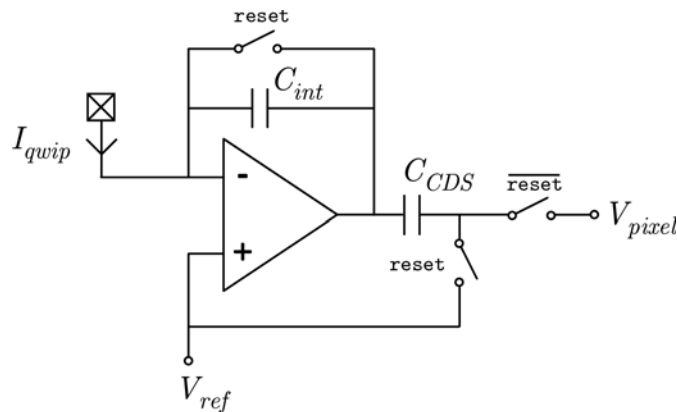 reset
C_int
I_qwip
-
C_CDS
reset
V_pixel
+
reset
V_ref